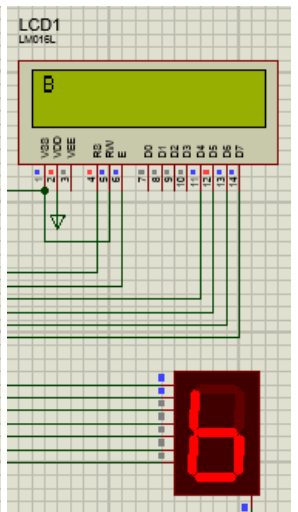 LCD1
LM016L
B
VSS VDD VEE RS RW E D0 D1 D2 D3 D4 D5 D6 D7
1 2 3 4 5 6 7 8 9 10 11 12 13 14
b